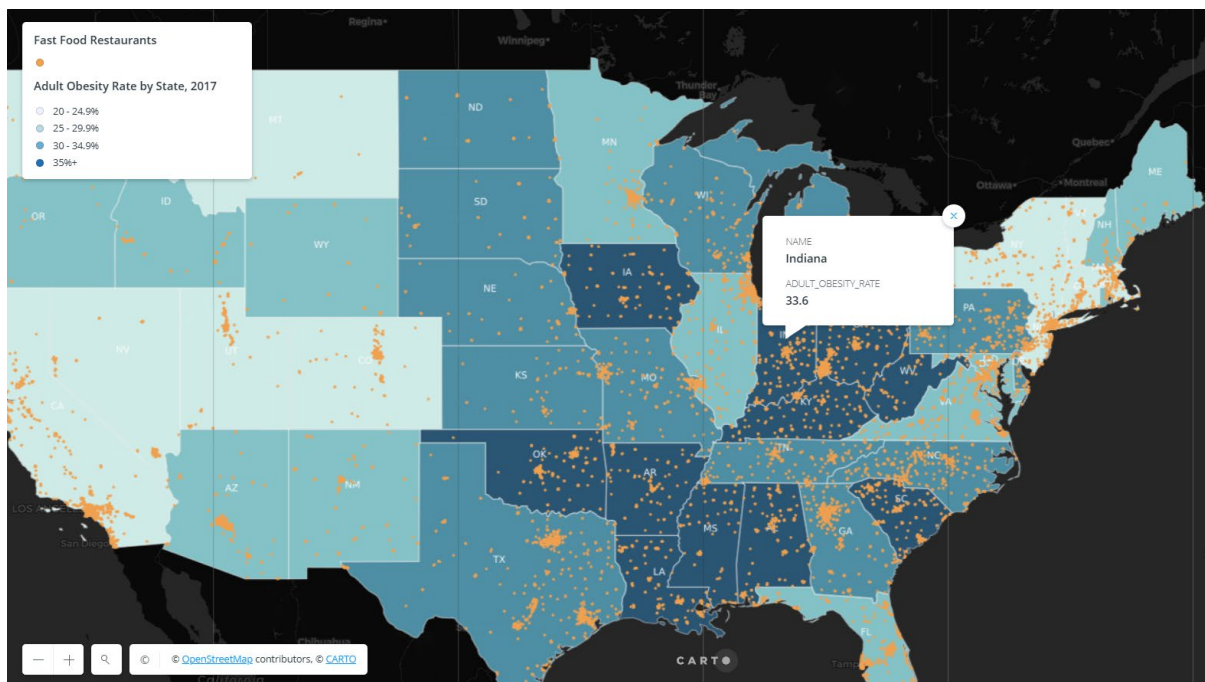 Fast Food Restaurants
Adult Obesity Rate by State, 2017
20 - 24.9%
25 - 29.9%
30 - 34.9%
35%+
Regina
Winnipeg
Thunder
Bay
Quebec
Ottawa
Montreal
MT
ND
MN
ME
OR
ID
SD
WI
NH
WY
NY
NAME
Indiana
ADULT_OBESITY_RATE
33.6
IA
NE
PA
NV
UT
CO
IL
IN
KS
MO
WV
CA
KY
VA
OK
TN
NC
AZ
NM
AR
SC
LOS ANGELES
MS
GA
San Diego
TX
LA
FL
Chihuahua
Tampa
California
− + © © OpenStreetMap contributors, © CARTO
CARTO